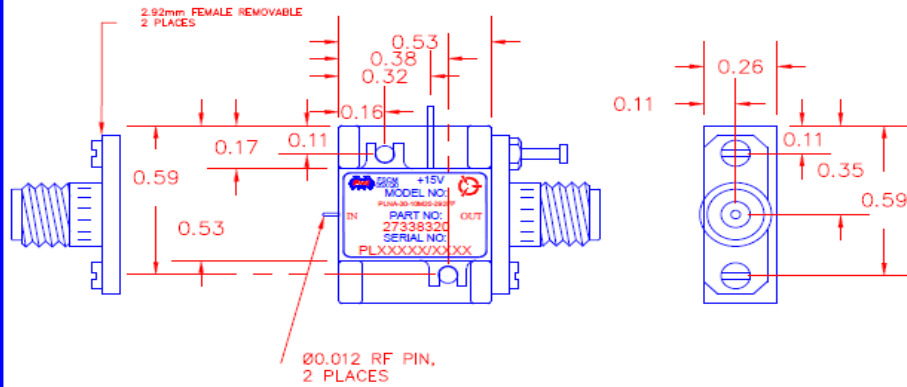 2.92mm FEMALE REMOVABLE
2 PLACES
0.53
0.38
0.32
0.16
0.11
0.17
0.59
0.53
+15V
MODEL NO:
PART NO:
27338320
SERIAL NO:
PLXXXXX/XXXX
IN
OUT
Ø0.012 RF PIN,
2 PLACES
0.26
0.11
0.11
0.35
0.59